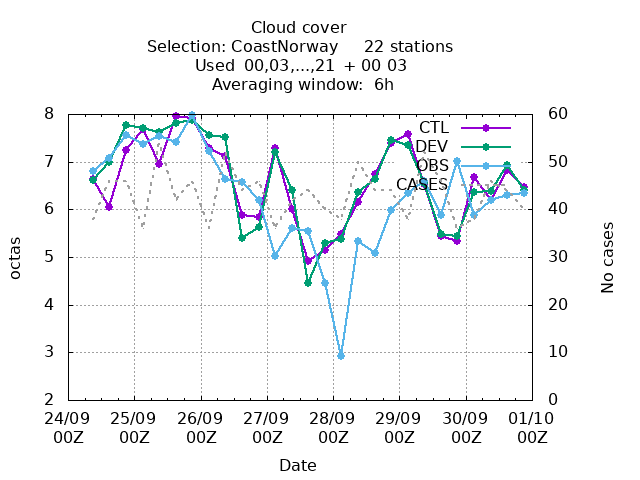 Cloud cover
Selection: CoastNorway 22 stations
Used 00,03,...,21 + 00 03
Averaging window: 6h
8 60
CTL
DEV
7 50
OBS
CASES
6 40
octas
No cases
5 30
4 20
3 10
2 0
24/09 25/09 26/09 27/09 28/09 29/09 30/09 01/10
00Z 00Z 00Z 00Z 00Z 00Z 00Z 00Z
Date